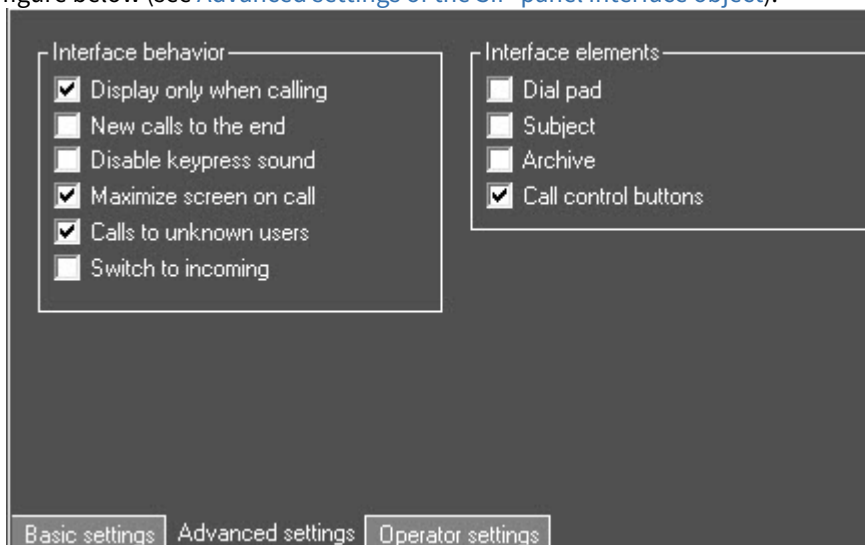 figure below (see Advanced settings of the SIP-panel interface object).
Interface behavior
Display only when calling
New calls to the end
Disable keypress sound
Maximize screen on call
Calls to unknown users
Switch to incoming
Interface elements
Dial pad
Subject
Archive
Call control buttons
Basic settings
Advanced settings
Operator settings